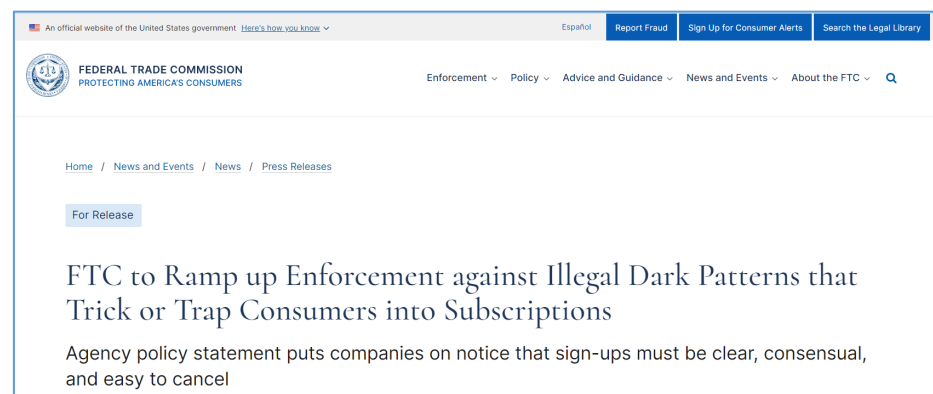 An official website of the United States government Here's how you know
Español
Report Fraud
Sign Up for Consumer Alerts
Search the Legal Library
FEDERAL TRADE COMMISSION
PROTECTING AMERICA'S CONSUMERS
Enforcement
Policy
Advice and Guidance
News and Events
About the FTC
Home / News and Events / News / Press Releases
For Release
FTC to Ramp up Enforcement against Illegal Dark Patterns that
Trick or Trap Consumers into Subscriptions
Agency policy statement puts companies on notice that sign-ups must be clear, consensual,
and easy to cancel